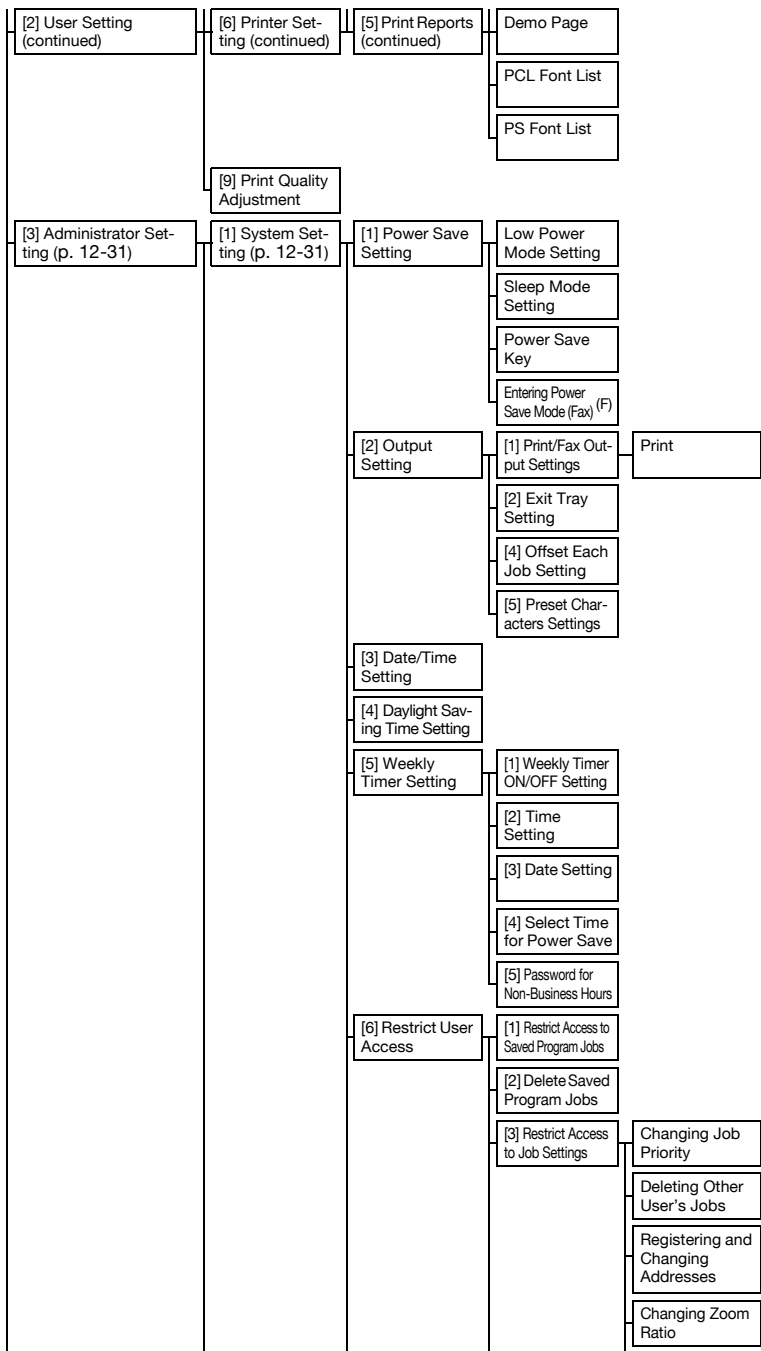 [2] User Setting
(continued)
[6] Printer Set-
ting (continued)
[5] Print Reports
(continued)
Demo Page
PCL Font List
PS Font List
[9] Print Quality
Adjustment
[3] Administrator Set-
ting (p. 12-31)
[1] System Set-
ting (p. 12-31)
[1] Power Save
Setting
Low Power
Mode Setting
Sleep Mode
Setting
Power Save
Key
Entering Power
Save Mode (Fax) (F)
[2] Output
Setting
[1] Print/Fax Out-
put Settings
Print
[2] Exit Tray
Setting
[4] Offset Each
Job Setting
[5] Preset Char-
acters Settings
[3] Date/Time
Setting
[4] Daylight Sav-
ing Time Setting
[5] Weekly
Timer Setting
[1] Weekly Timer
ON/OFF Setting
[2] Time
Setting
[3] Date Setting
[4] Select Time
for Power Save
[5] Password for
Non-Business Hours
[6] Restrict User
Access
[1] Restrict Access to
Saved Program Jobs
[2] Delete Saved
Program Jobs
[3] Restrict Access
to Job Settings
Changing Job
Priority
Deleting Other
User's Jobs
Registering and
Changing
Addresses
Changing Zoom
Ratio